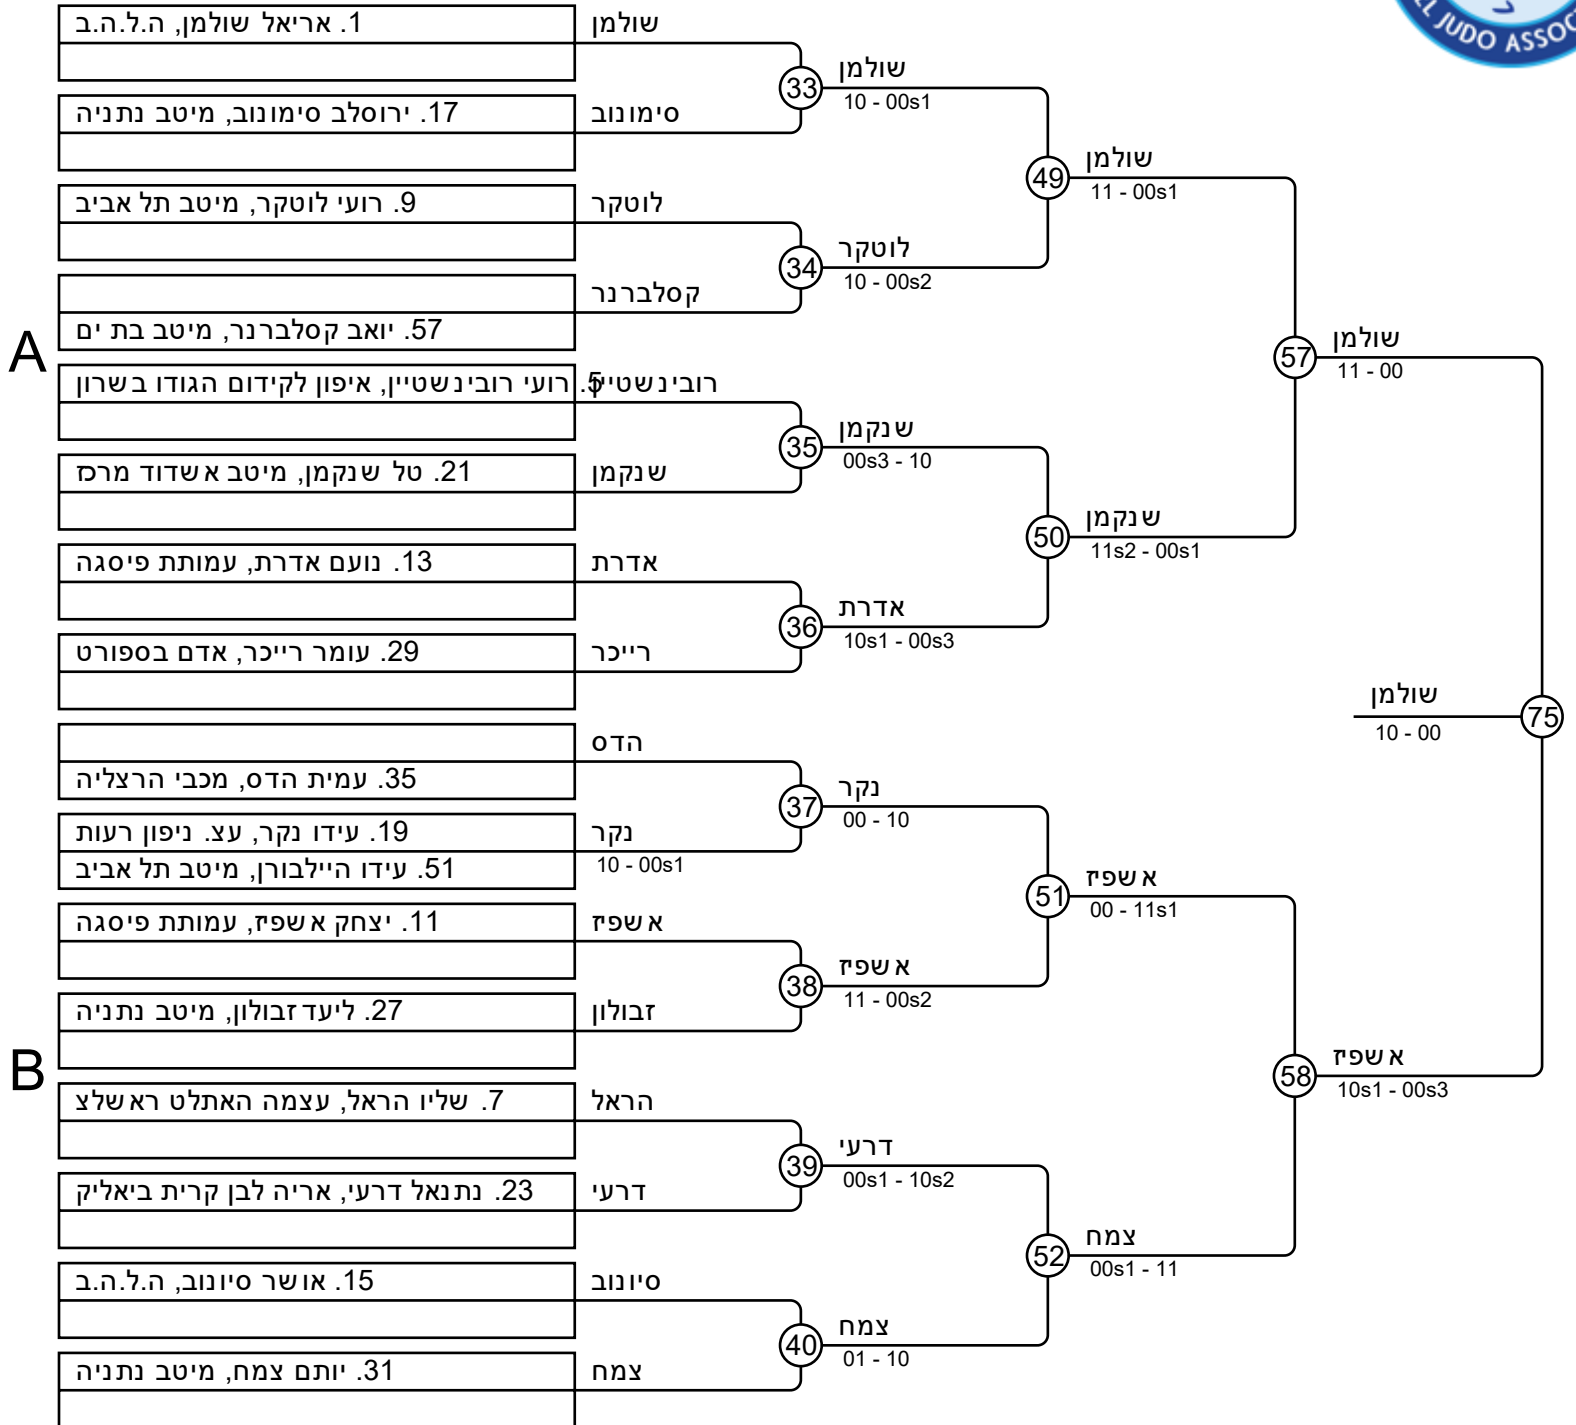 1. אריאל שולמן, ה.ל.ה.ב
שולמן
33
שולמן
10 - 00s1
17. ירוסלב סימונוב, מיטב נתניה
סימונוב
49
שולמן
11 - 00s1
9. רועי לוטקר, מיטב תל אביב
לוטקר
34
לוטקר
10 - 00s2
קסלברנר
57. יואב קסלברנר, מיטב בת ים
A
57
שולמן
11 - 00
5. רועי רובינשטיין, איפון לקידום הגודו בשרון
רובינשטיין
35
שנקמן
00s3 - 10
21. טל שנקמן, מיטב אשדוד מרכז
שנקמן
50
שנקמן
11s2 - 00s1
13. נועם אדרת, עמותת פיסגה
אדרת
36
אדרת
10s1 - 00s3
29. עומר רייכר, אדם בספורט
רייכר
שולמן
10 - 00
75
הדס
35. עמית הדס, מכבי הרצליה
37
נקר
00 - 10
19. עידו נקר, עצ. ניפון רעות
נקר
51. עידו היילבורן, מיטב תל אביב
10 - 00s1
51
אשפיז
00 - 11s1
11. יצחק אשפיז, עמותת פיסגה
אשפיז
38
אשפיז
11 - 00s2
27. ליעד זבולון, מיטב נתניה
זבולון
B
58
אשפיז
10s1 - 00s3
7. שליו הראל, עצמה האתלט ראשלצ
הראל
39
דרעי
00s1 - 10s2
23. נתנאל דרעי, אריה לבן קרית ביאליק
דרעי
52
צמח
00s1 - 11
15. אושר סיונוב, ה.ל.ה.ב
סיונוב
40
צמח
01 - 10
31. יותם צמח, מיטב נתניה
צמח
JUDO